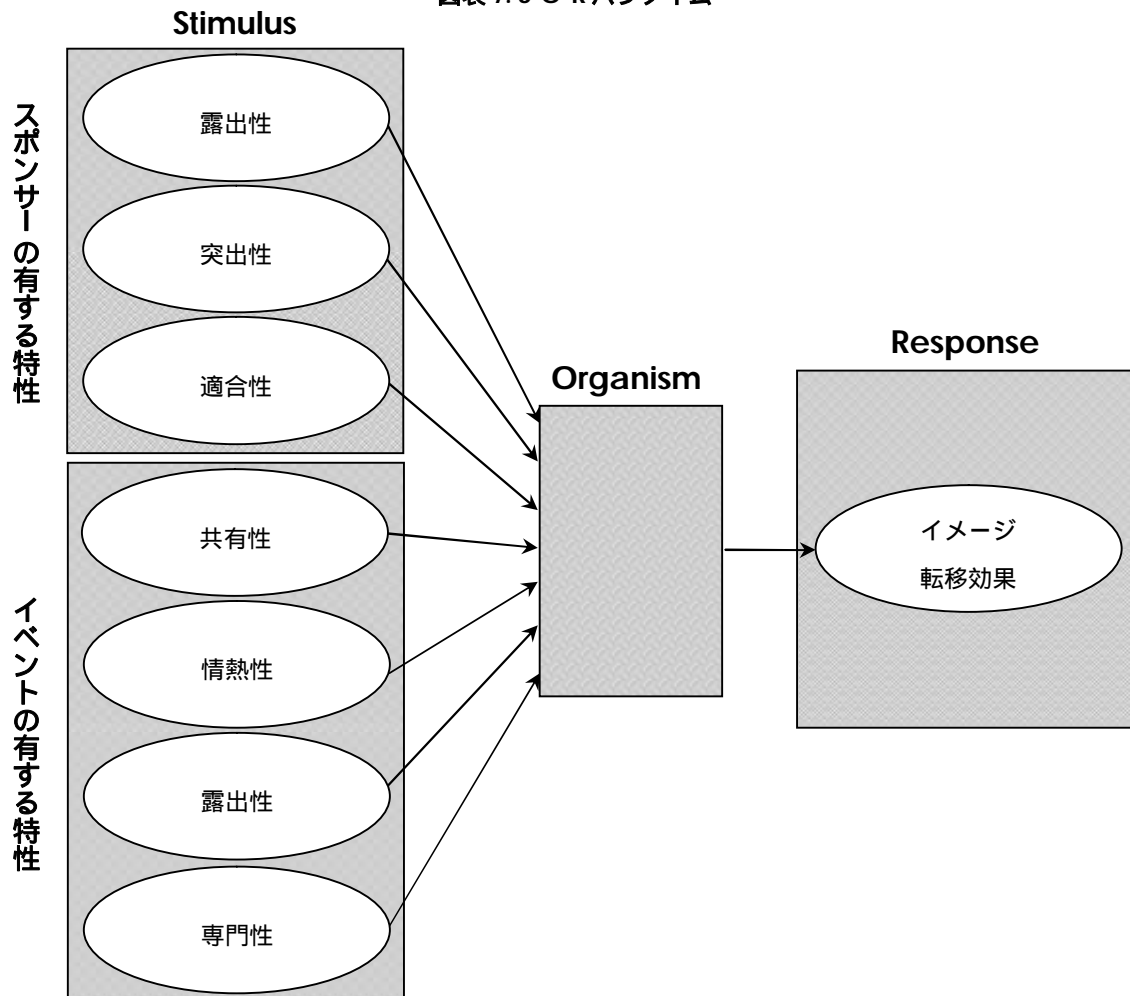 Stimulus
スポンサーの有する特性
露出性
突出性
適合性
イベントの有する特性
共有性
情熱性
露出性
専門性
Organism
Response
イメージ
転移効果